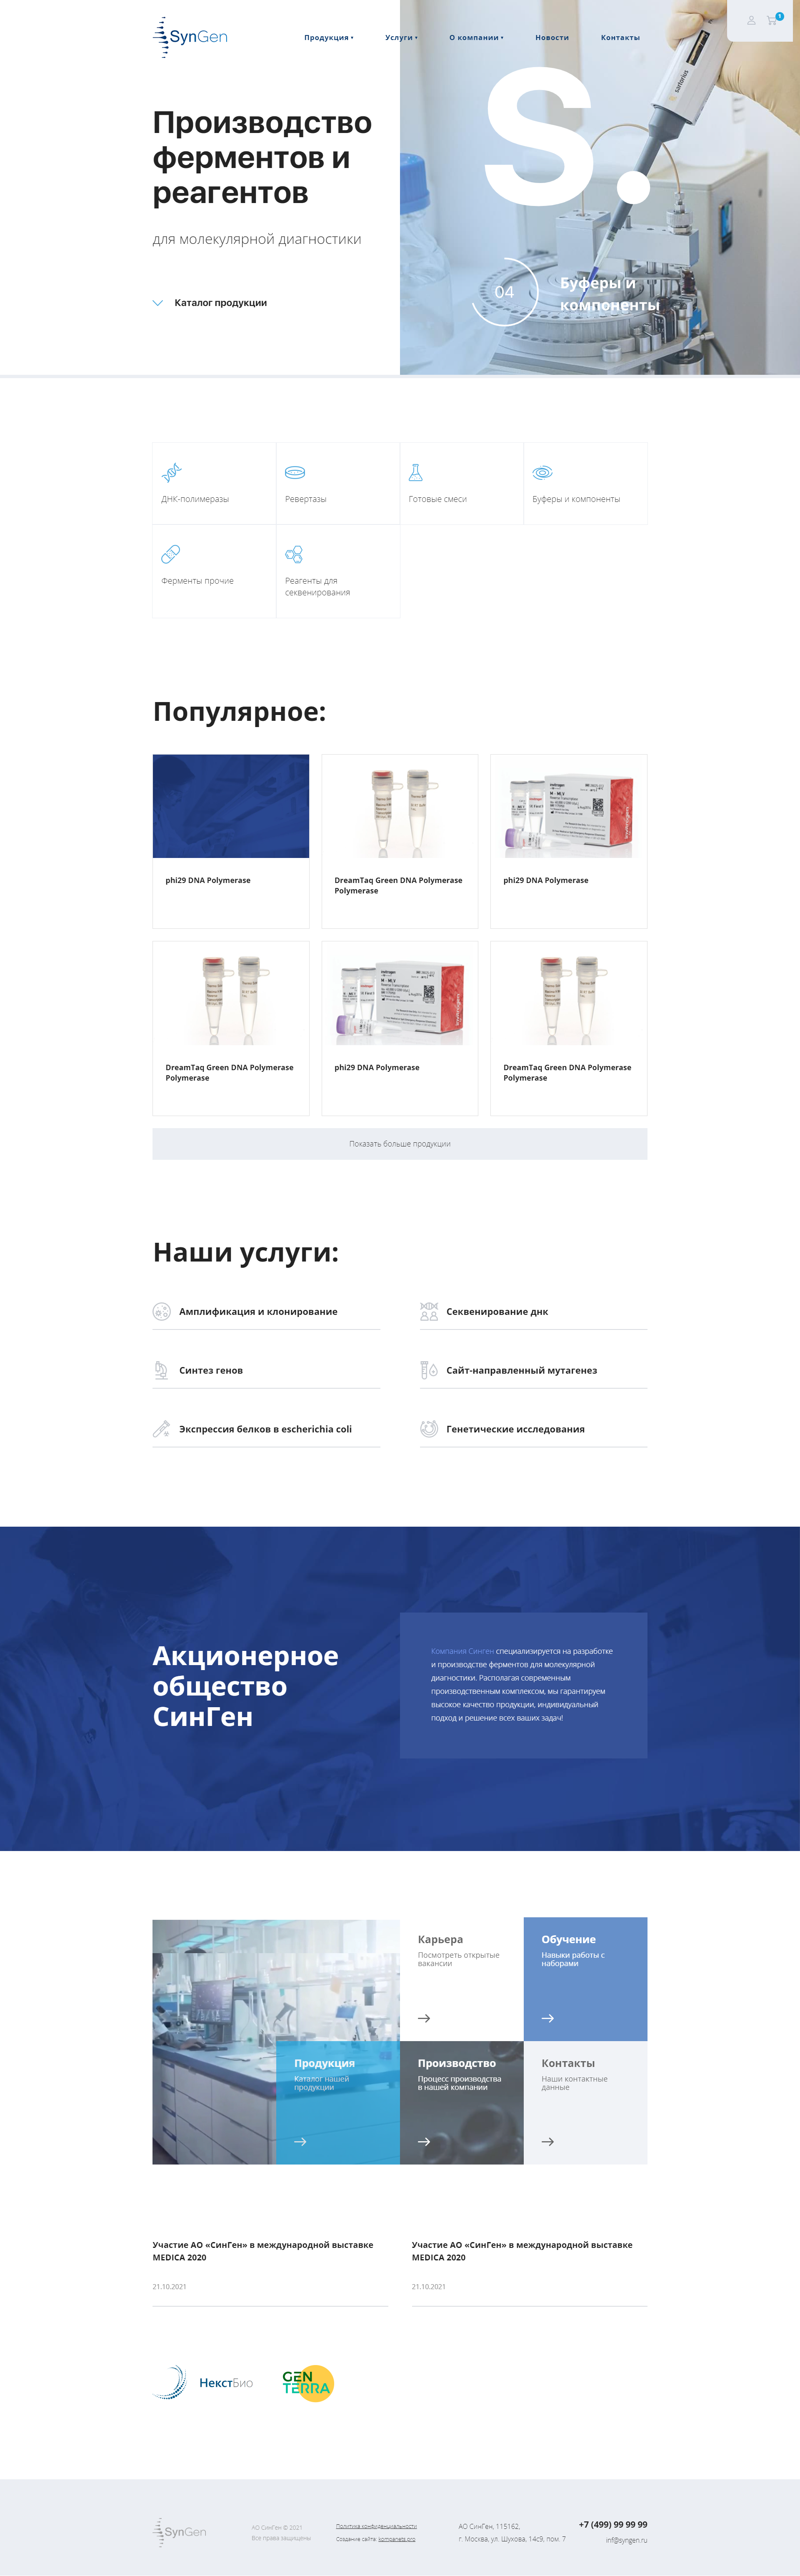 SynGen
Продукция
Услуги
О компании
Новости
Контакты
1
sartorius
Производство
ферментов и
реагентов
S.
для молекулярной диагностики
04
Буферы и
компоненты
Каталог продукции
ДНК-полимеразы
Ревертазы
Готовые смеси
Буферы и компоненты
Ферменты прочие
Реагенты для
секвенирования
Популярное:
phi29 DNA Polymerase
DreamTaq Green DNA Polymerase
Polymerase
phi29 DNA Polymerase
DreamTaq Green DNA Polymerase
Polymerase
phi29 DNA Polymerase
DreamTaq Green DNA Polymerase
Polymerase
Показать больше продукции
Наши услуги:
Амплификация и клонирование
Секвенирование днк
Синтез генов
Сайт-направленный мутагенез
Экспрессия белков в escherichia coli
Генетические исследования
Акционерное
общество
СинГен
Компания Синген специализируется на разработке
и производстве ферментов для молекулярной
диагностики. Располагая современным
производственным комплексом, мы гарантируем
высокое качество продукции, индивидуальный
подход и решение всех ваших задач!
Карьера
Посмотреть открытые
вакансии
Обучение
Навыки работы с
наборами
Продукция
Каталог нашей
продукции
Производство
Процесс производства
в нашей компании
Контакты
Наши контактные
данные
Участие АО «СинГен» в международной выставке
MEDICA 2020
21.10.2021
Участие АО «СинГен» в международной выставке
MEDICA 2020
21.10.2021
НекстБио
GEN
TERRA
SynGen
АО СинГен © 2021
Все права защищены
Политика конфиденциальности
Создание сайта: kompanets.pro
АО СинГен, 115162,
г. Москва, ул. Шухова, 14с9, пом. 7
+7 (499) 99 99 99
inf@syngen.ru